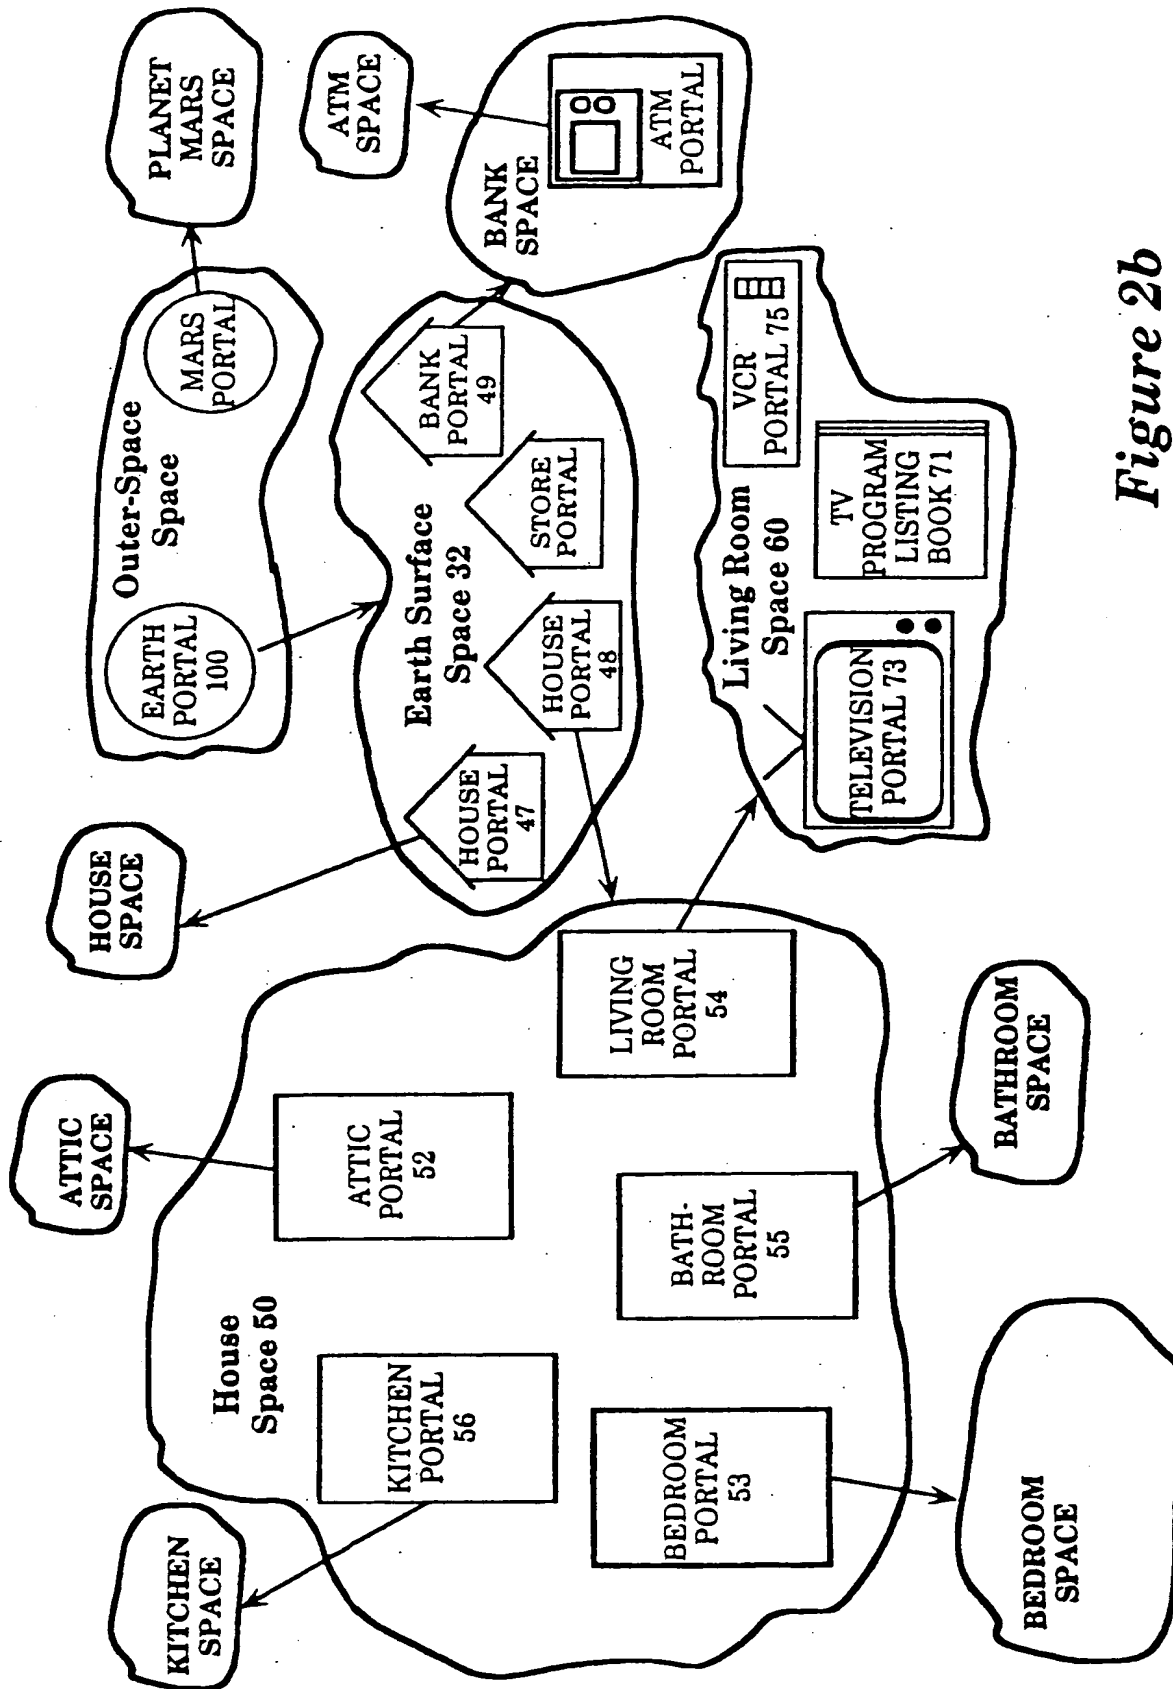 KITCHEN
SPACE
ATTIC
SPACE
HOUSE
SPACE
PLANET
MARS
SPACE
Outer-Space
Space
EARTH
PORTAL
100
MARS
PORTAL
ATM
SPACE
House
Space 50
KITCHEN
PORTAL
56
ATTIC
PORTAL
52
BEDROOM
PORTAL
53
BATH-
ROOM
PORTAL
55
LIVING
ROOM
PORTAL
54
Earth Surface
Space 32
HOUSE
PORTAL
47
HOUSE
PORTAL
48
STORE
PORTAL
BANK
PORTAL
49
BANK
SPACE
ATM
PORTAL
Living Room
Space 60
TELEVISION
PORTAL 73
TV
PROGRAM
LISTING
BOOK 71
VCR
PORTAL 75
BEDROOM
SPACE
BATHROOM
SPACE
Figure 2b